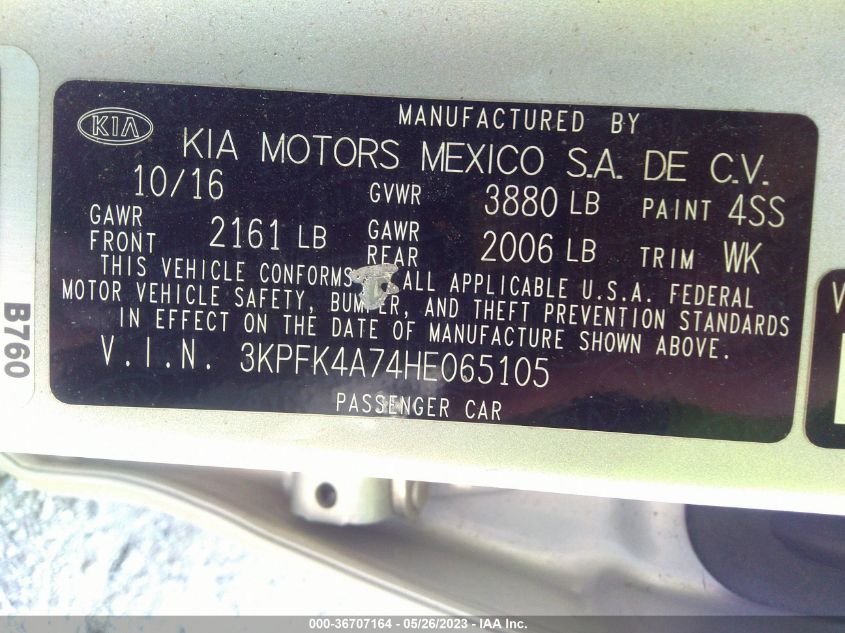 KIA
MANUFACTURED BY
KIA MOTORS MEXICO S.A. DE C.V.
10/16 GVWR 3880 LB PAINT 4SS
GAWR FRONT 2161 LB GAWR REAR 2006 LB TRIM WK
THIS VEHICLE CONFORMS ALL APPLICABLE U.S.A. FEDERAL
MOTOR VEHICLE SAFETY, BUMPER, AND THEFT PREVENTION STANDARDS
IN EFFECT ON THE DATE OF MANUFACTURE SHOWN ABOVE.
V.I.N. 3KPFK4A74HE065105
PASSENGER CAR
B760
V
000-36707164 - 05/26/2023 - IAA Inc.